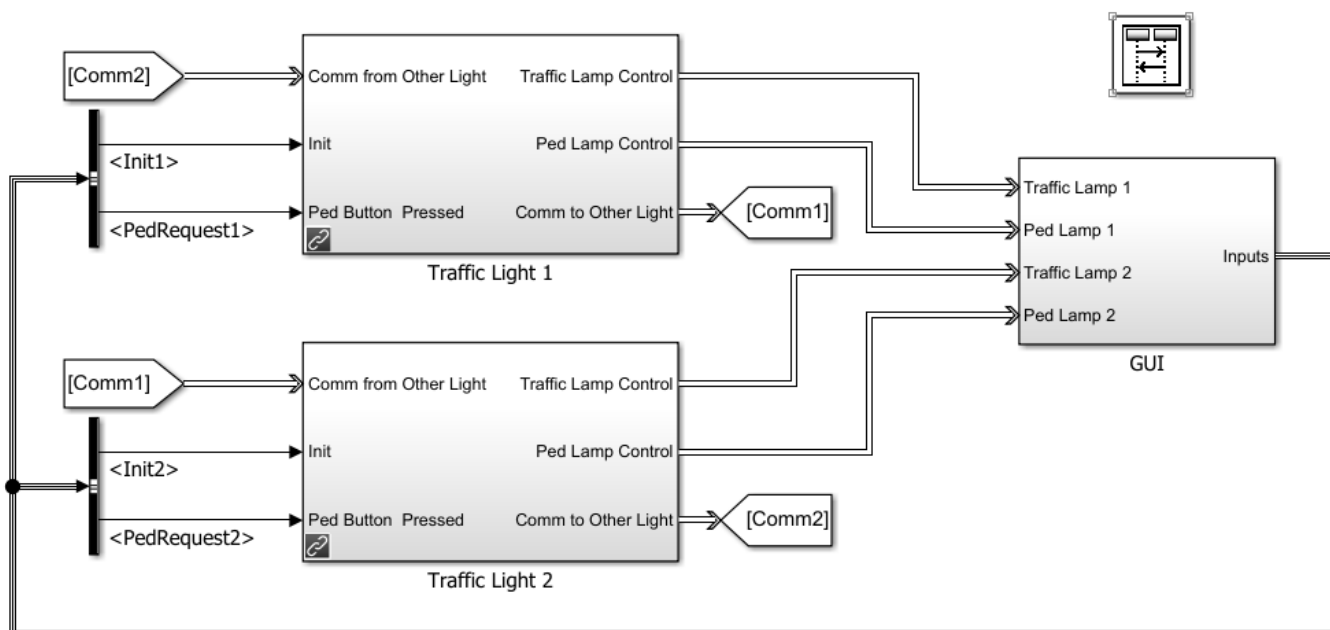 [Comm2]
Comm from Other Light
Traffic Lamp Control
Init
Ped Lamp Control
<Init1>
Ped Button  Pressed
Comm to Other Light
[Comm1]
<PedRequest1>
Traffic Light 1
Traffic Lamp 1
Ped Lamp 1
Inputs
Traffic Lamp 2
Ped Lamp 2
GUI
[Comm1]
Comm from Other Light
Traffic Lamp Control
Init
Ped Lamp Control
<Init2>
Ped Button  Pressed
Comm to Other Light
[Comm2]
<PedRequest2>
Traffic Light 2